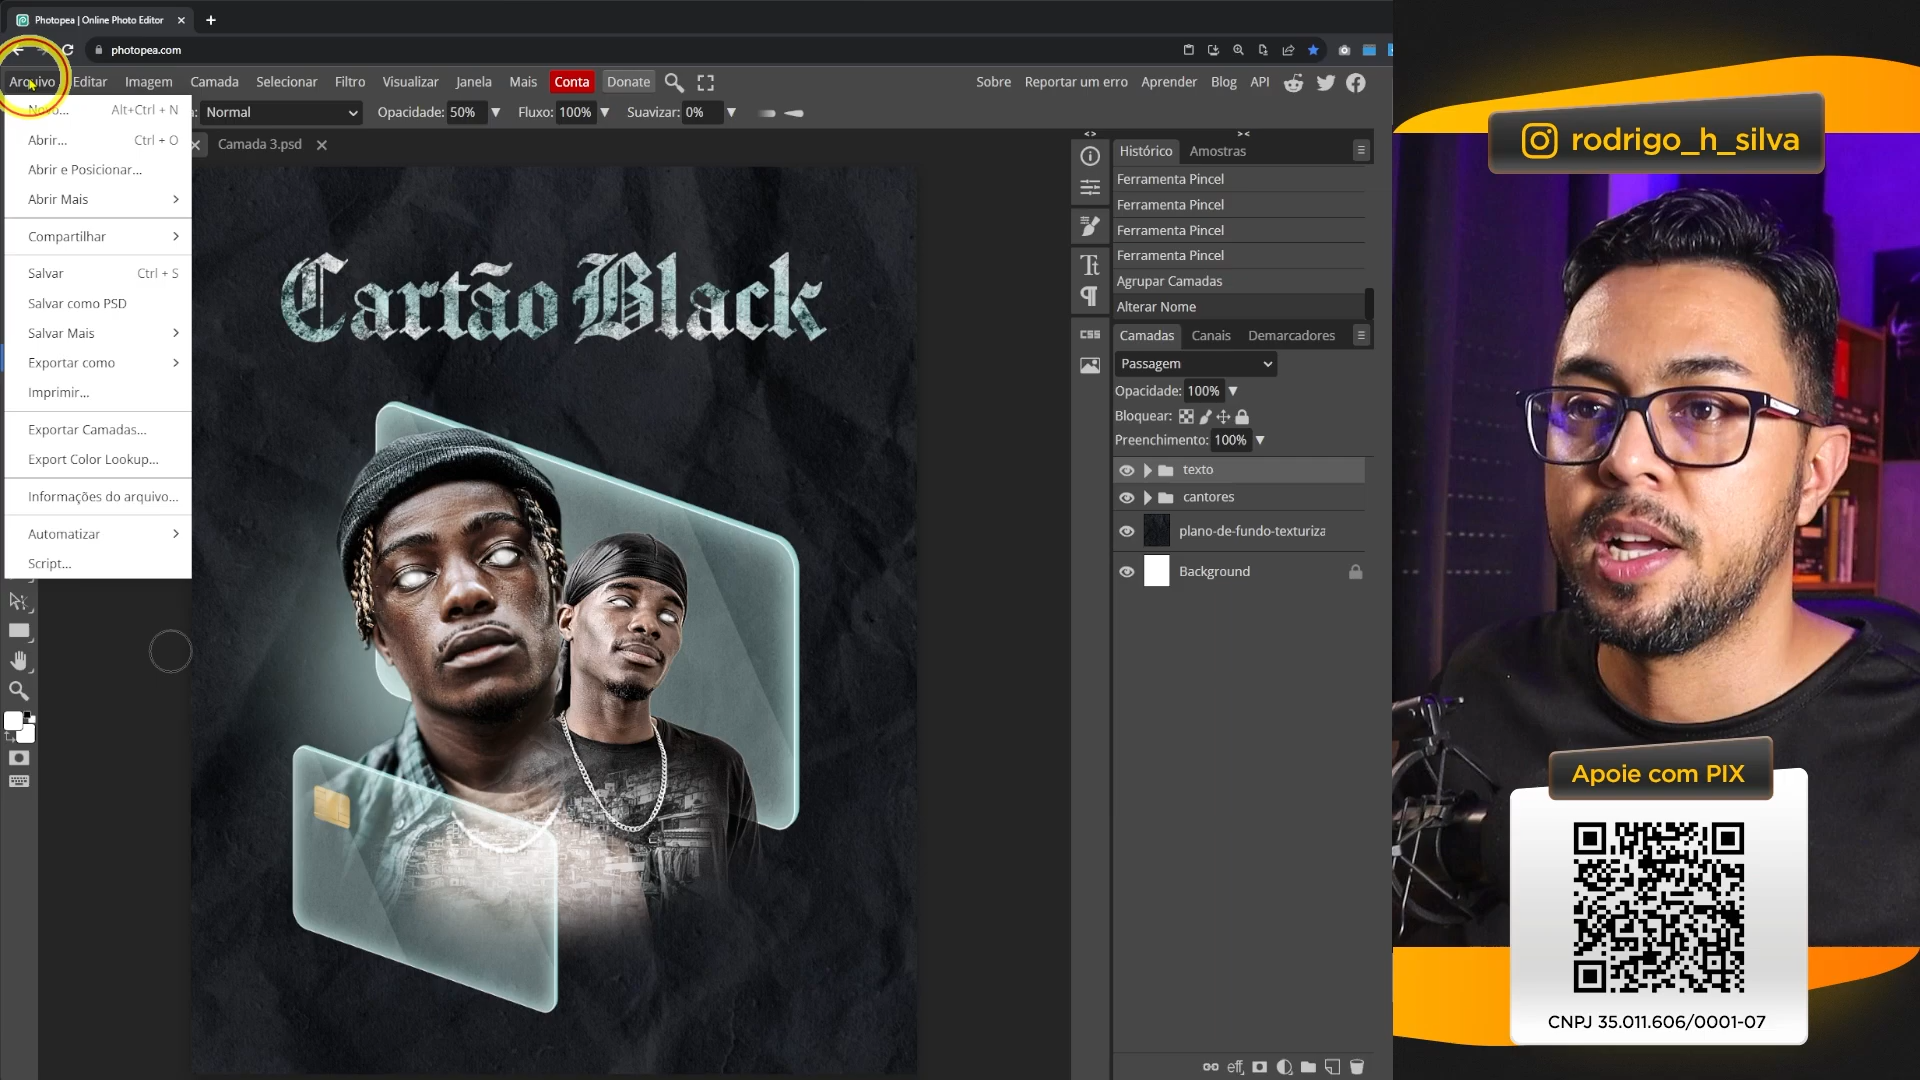 Photopea | Online Photo Editor
photopea.com
Arquivo Editar Imagem Camada Selecionar Filtro Visualizar Janela Mais Conta Donate
Sobre Reportar um erro Aprender Blog API
: Normal Opacidade: 50% Fluxo: 100% Suavizar: 0%
Novo... Alt+Ctrl + N
Abrir... Ctrl + O
Abrir e Posicionar...
Abrir Mais
Compartilhar
Salvar Ctrl + S
Salvar como PSD
Salvar Mais
Exportar como
Imprimir...
Exportar Camadas...
Export Color Lookup...
Informações do arquivo...
Automatizar
Script...
Camada 3.psd
Cartão Black
Histórico Amostras
Ferramenta Pincel
Ferramenta Pincel
Ferramenta Pincel
Ferramenta Pincel
Agrupar Camadas
Alterar Nome
CSS
Camadas Canais Demarcadores
Passagem
Opacidade: 100%
Bloquear:
Preenchimento: 100%
texto
cantores
plano-de-fundo-texturiza
Background
eff
rodrigo_h_silva
Apoie com PIX
CNPJ 35.011.606/0001-07